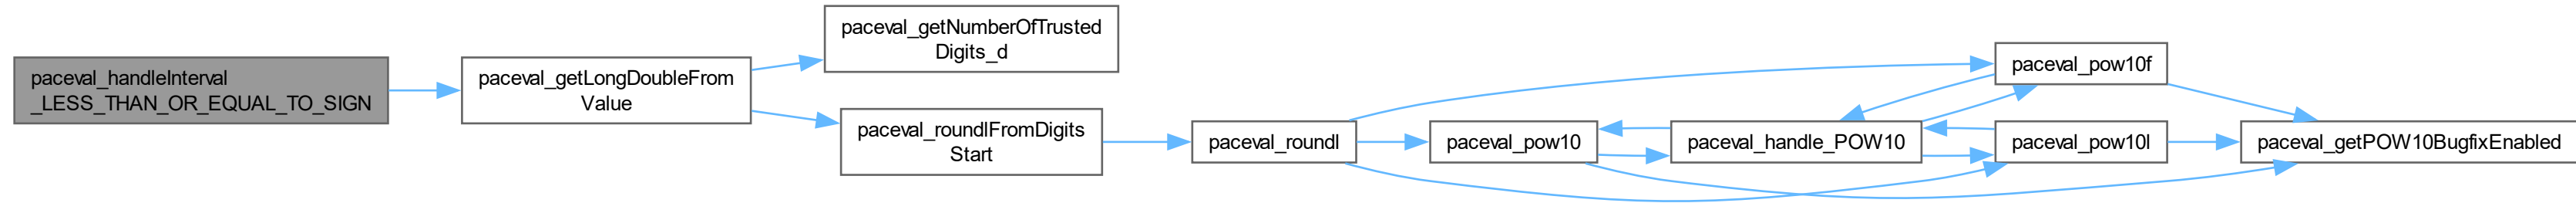 paceval_handleInterval
_LESS_THAN_OR_EQUAL_TO_SIGN
paceval_getLongDoubleFrom
Value
paceval_getNumberOfTrusted
Digits_d
paceval_roundlFromDigits
Start
paceval_roundl
paceval_pow10
paceval_handle_POW10
paceval_pow10f
paceval_pow10l
paceval_getPOW10BugfixEnabled